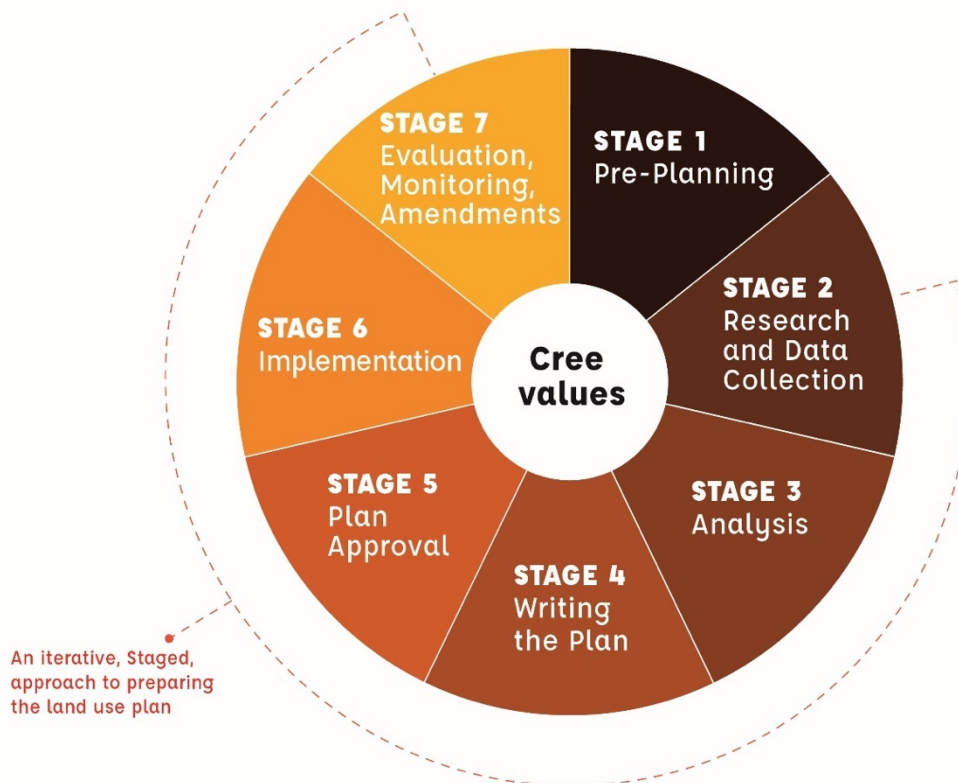 STAGE 1
Pre-Planning
STAGE 2
Research
and Data
Collection
STAGE 3
Analysis
STAGE 4
Writing
the Plan
STAGE 5
Plan
Approval
STAGE 6
Implementation
STAGE 7
Evaluation,
Monitoring,
Amendments
Cree
values
An iterative, Staged,
approach to preparing
the land use plan